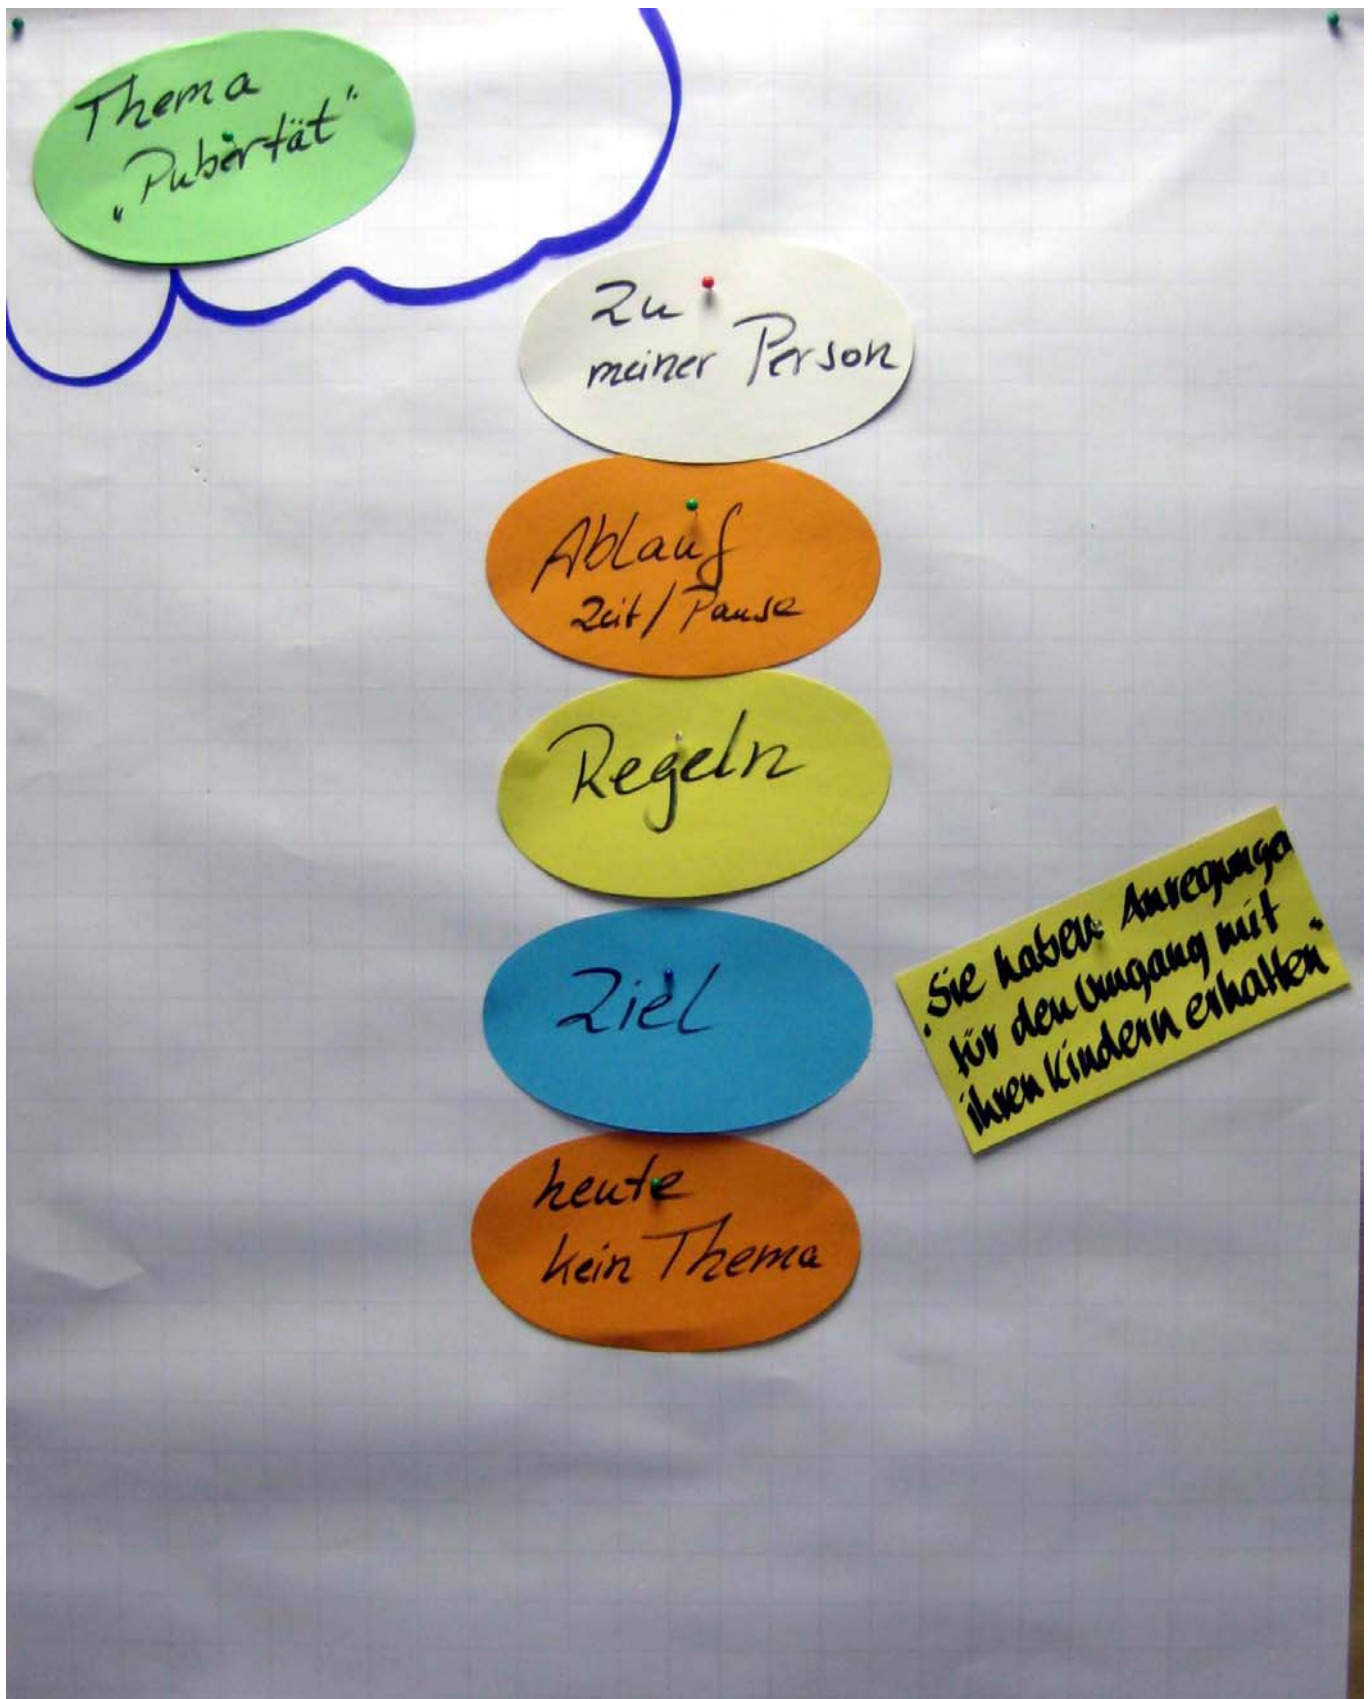 Thema
„Pubertät"
Zu
meiner Person
Ablauf
Zeit / Pause
Regeln
Ziel
„Sie haben Anregungen
für den Umgang mit
ihren Kindern erhalten"
heute
kein Thema